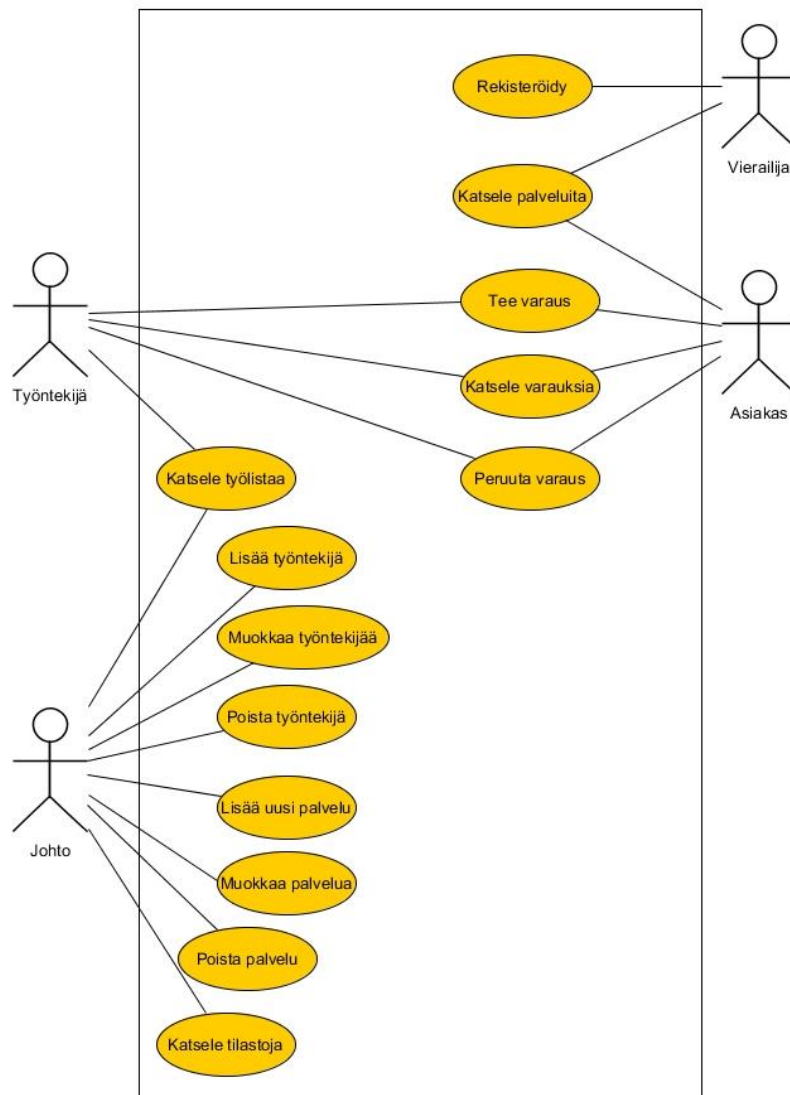 Rekisteröidy
Vierailija
Katsele palveluita
Tee varaus
Työntekijä
Katsele varauksia
Asiakas
Katsele työlistaa
Peruuta varaus
Lisää työntekijä
Muokkaa työntekijää
Poista työntekijä
Lisää uusi palvelu
Johto
Muokkaa palvelua
Poista palvelu
Katsele tilastoja